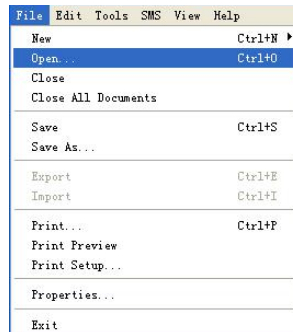 File Edit Tools SMS View Help
New Ctrl+N
Open... Ctrl+O
Close
Close All Documents
Save Ctrl+S
Save As...
Export Ctrl+E
Import Ctrl+I
Print... Ctrl+P
Print Preview
Print Setup...
Properties...
Exit